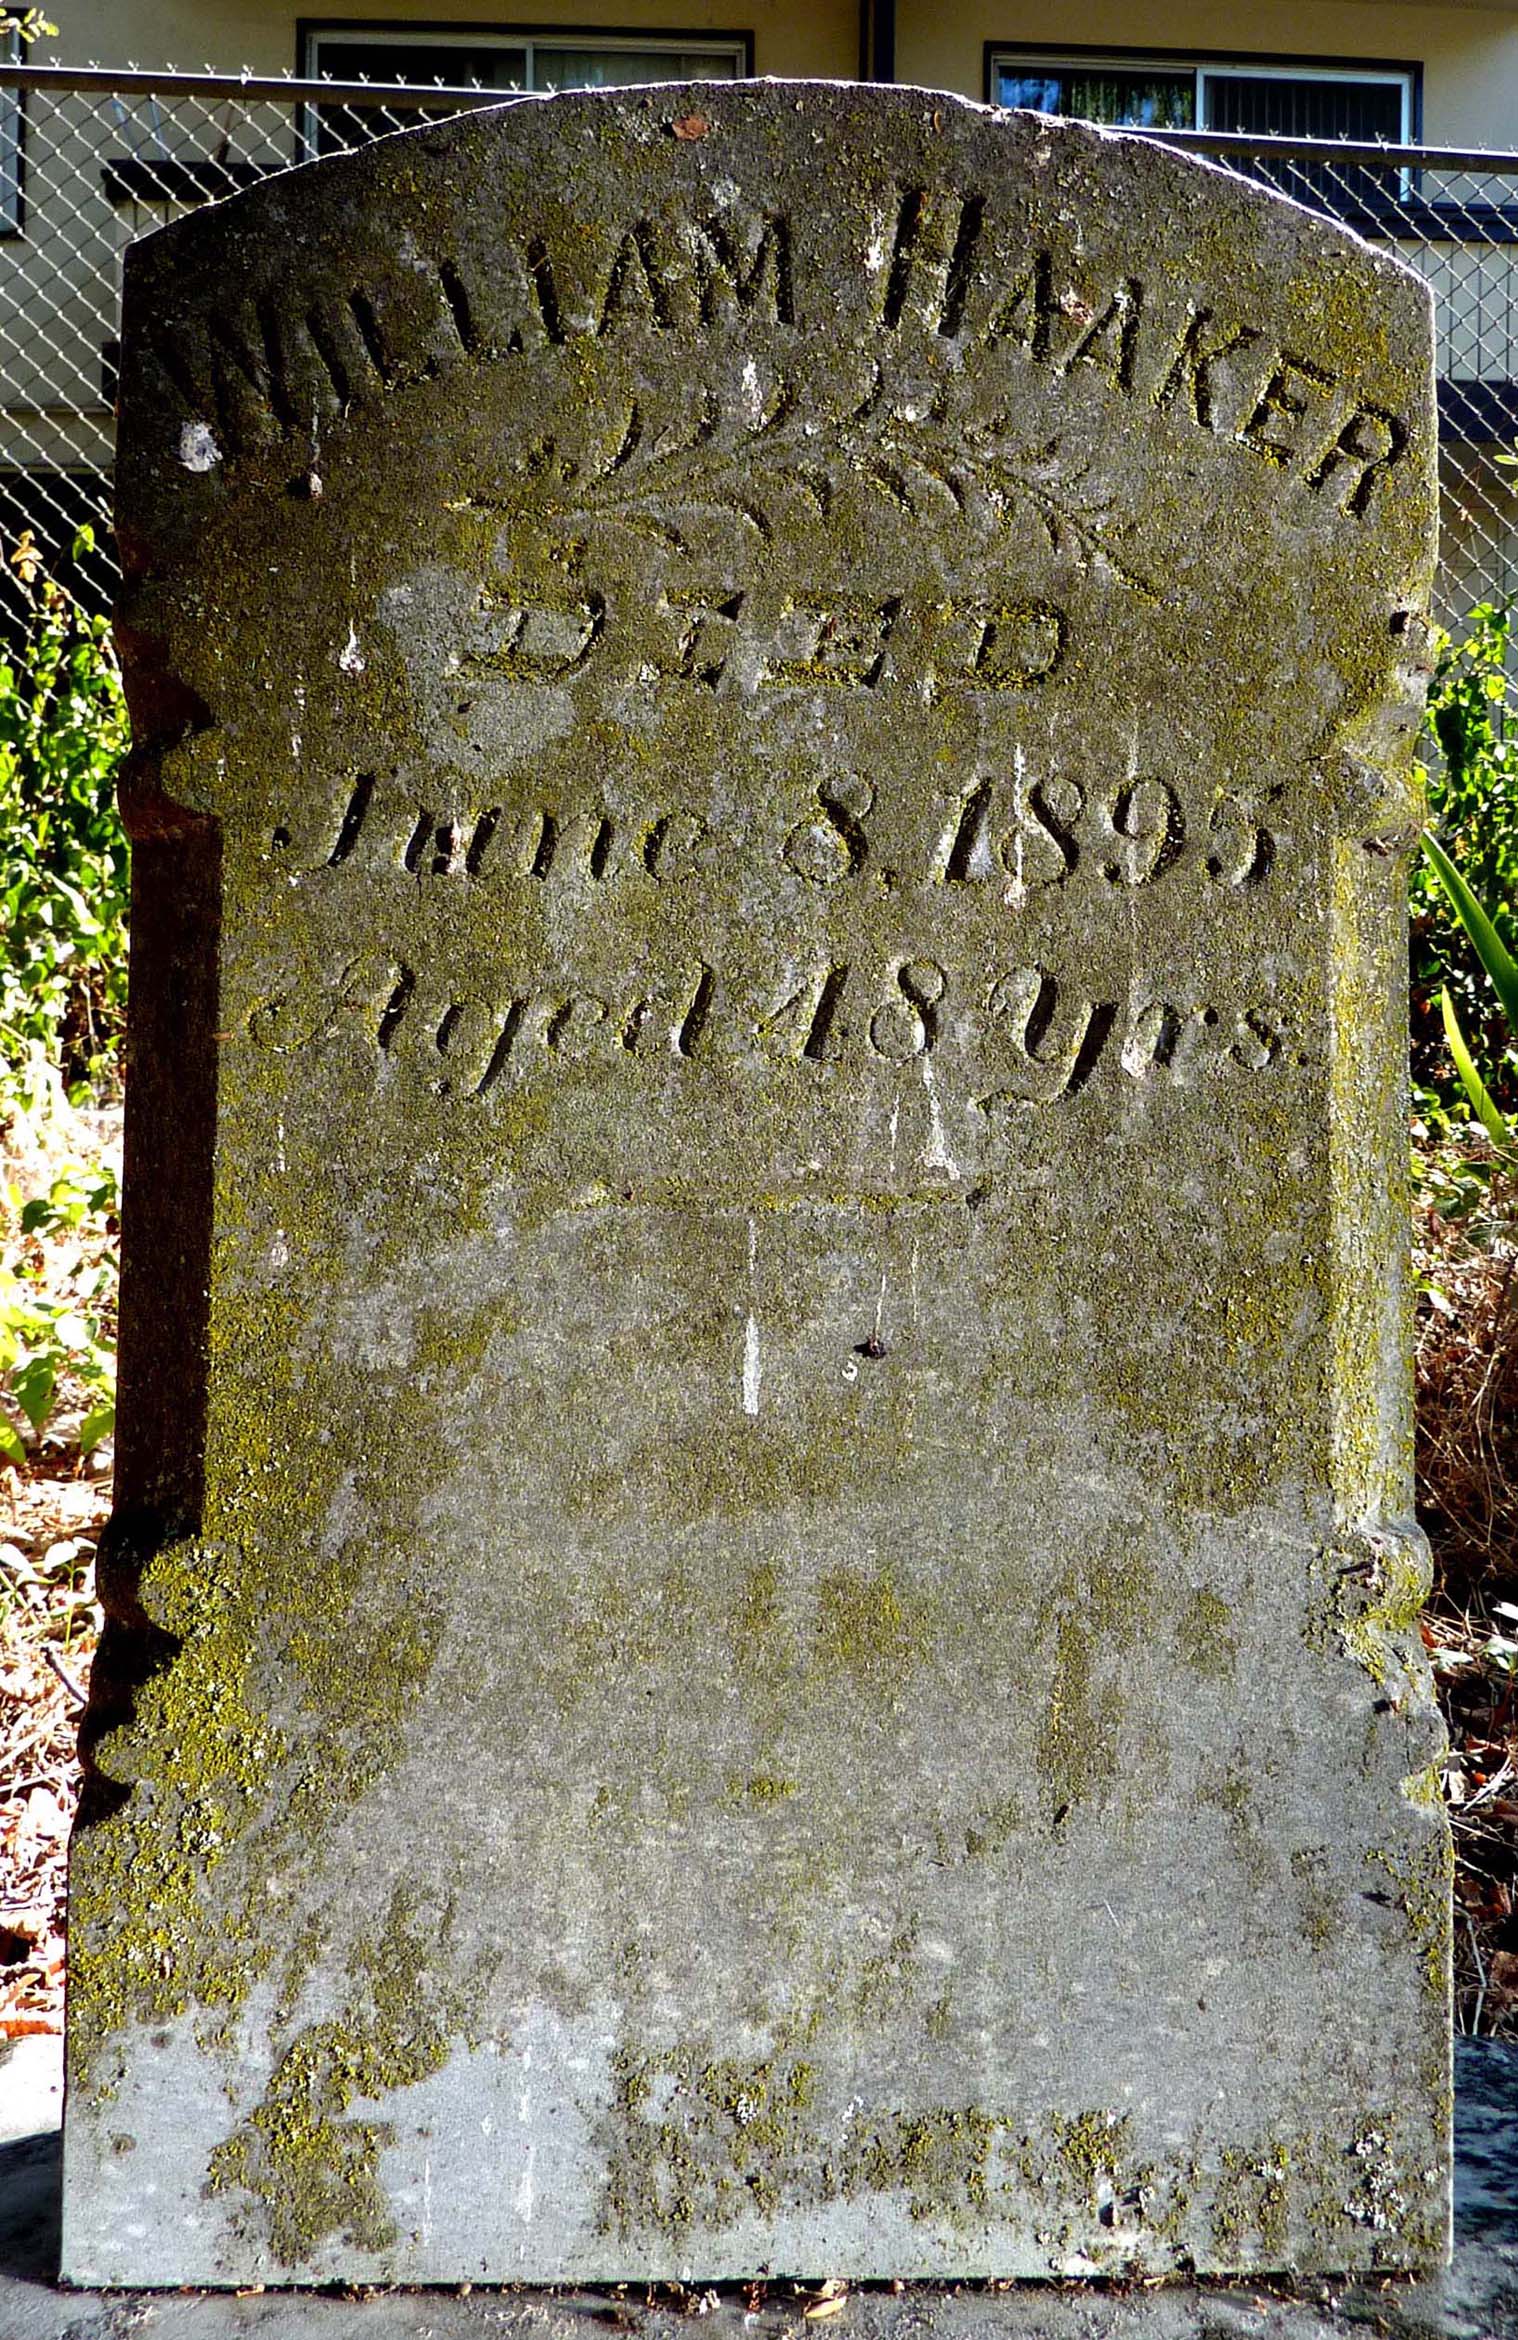 WILLIAM HAAKER
DIED
June 8, 1895
Aged 48 Yrs.